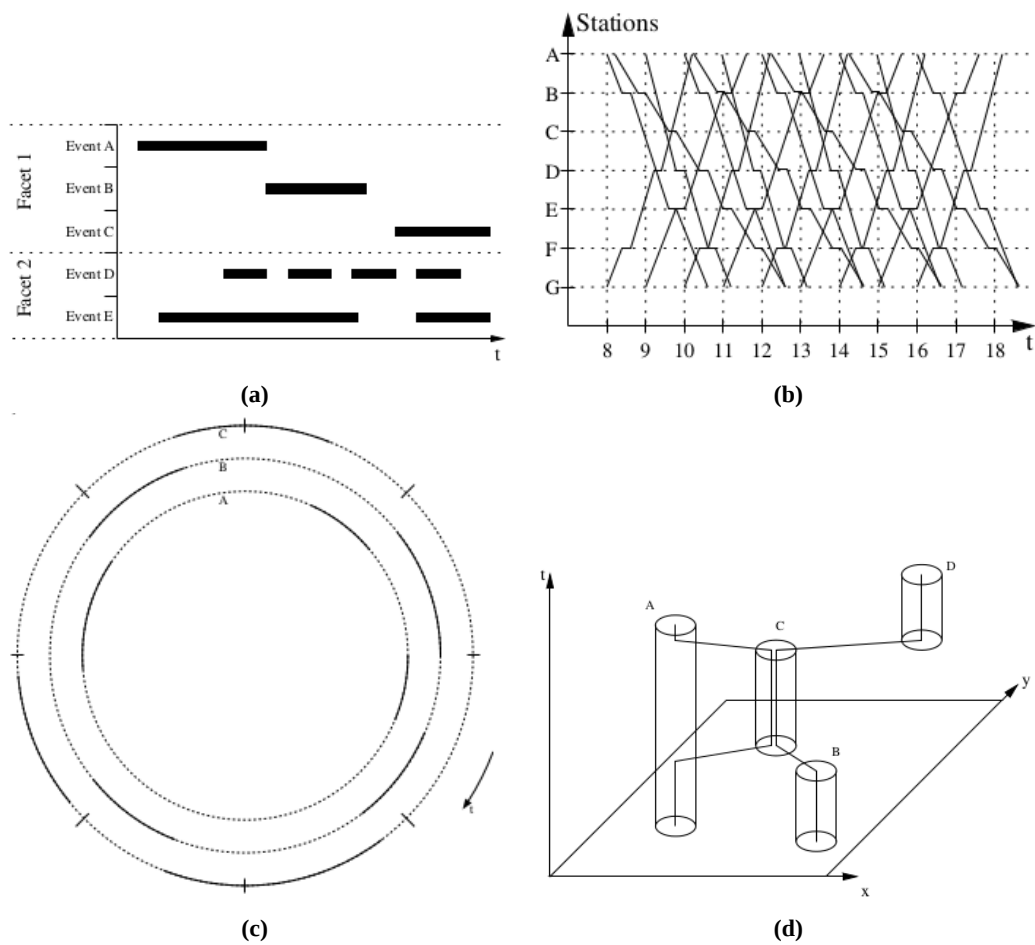 Facet 1
Event A
Event B
Event C
Facet 2
Event D
Event E
t
(a)
Stations
A
B
C
D
E
F
G
8 9 10 11 12 13 14 15 16 17 18
t
(b)
C
B
A
t
(c)
t
A
C
D
B
y
x
(d)